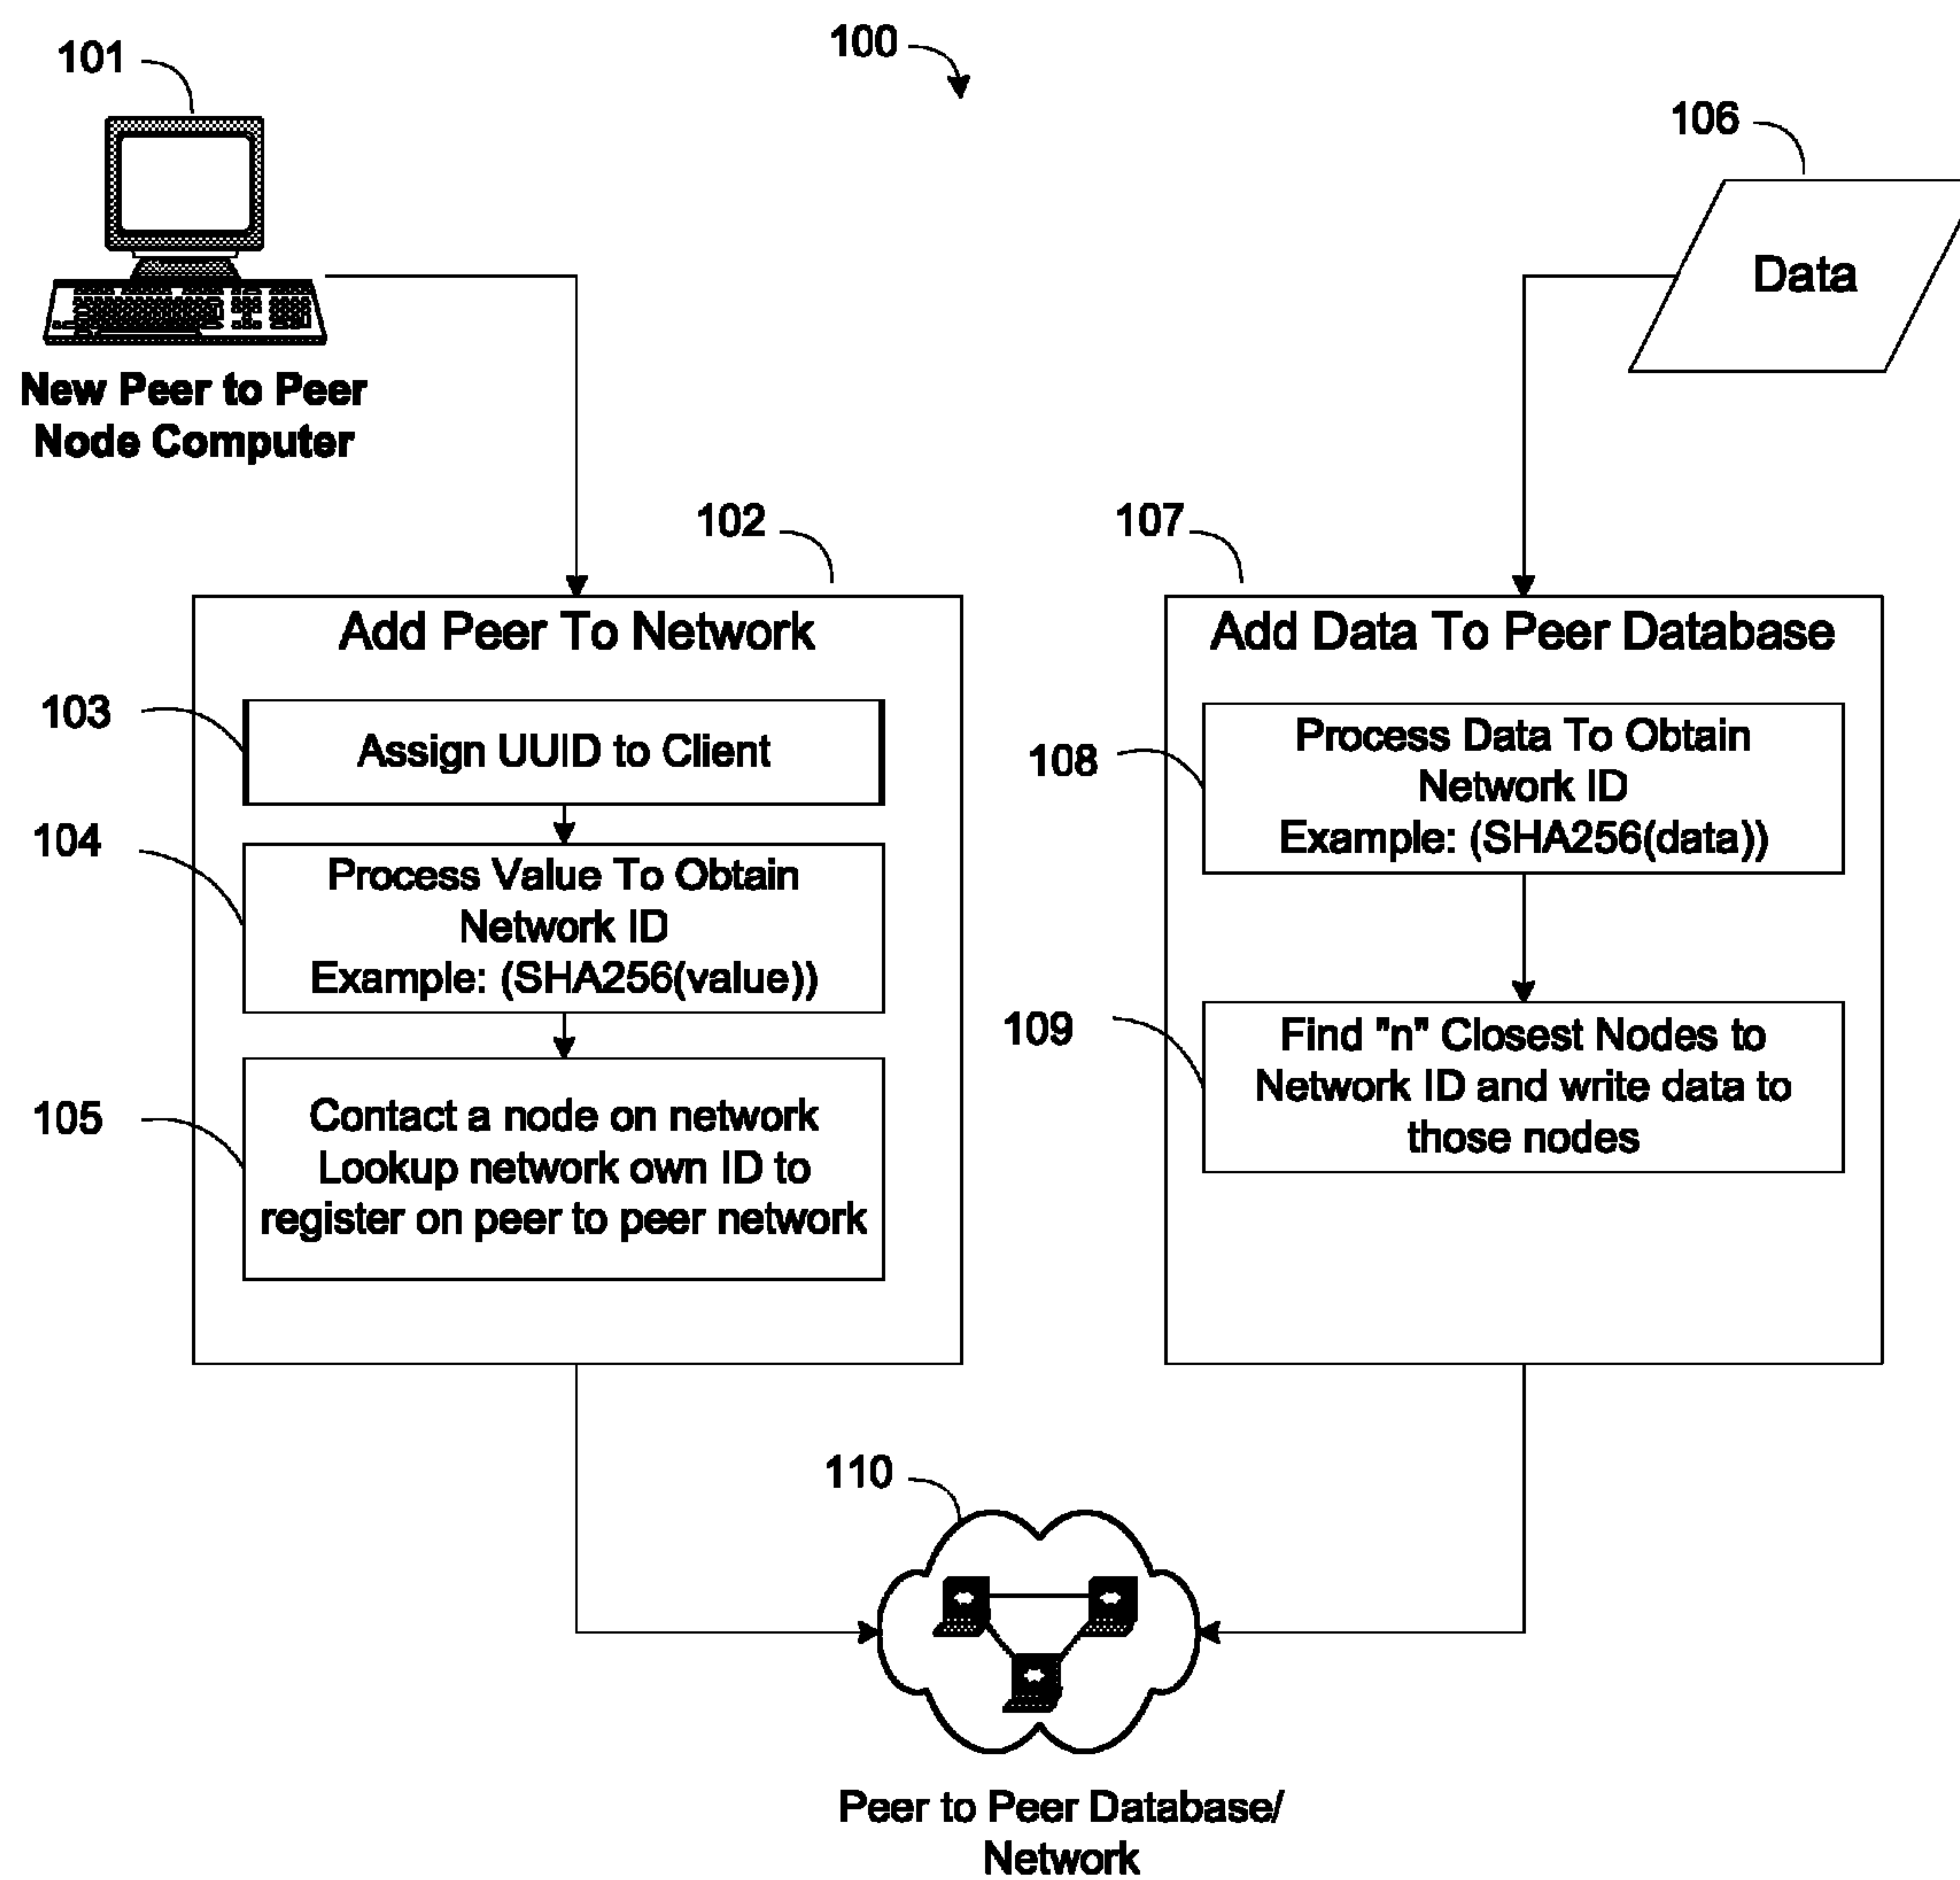 100
101
New Peer to Peer
Node Computer
106
Data
102
Add Peer To Network
103
Assign UUID to Client
104
Process Value To Obtain
Network ID
Example: (SHA256(value))
105
Contact a node on network
Lookup network own ID to
register on peer to peer network
107
Add Data To Peer Database
108
Process Data To Obtain
Network ID
Example: (SHA256(data))
109
Find "n" Closest Nodes to
Network ID and write data to
those nodes
110
Peer to Peer Database/
Network